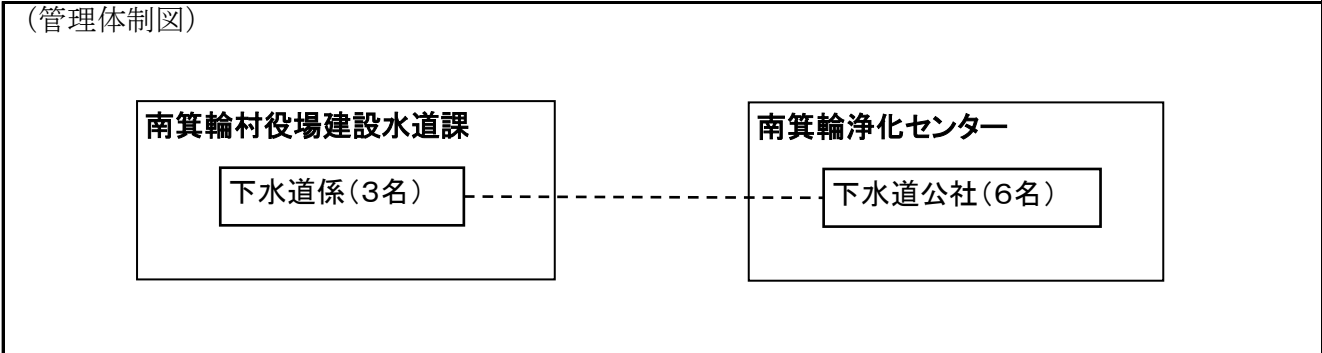 （管理体制図）
南箕輪村役場建設水道課
下水道係（３名）
南箕輪浄化センター
下水道公社（６名）